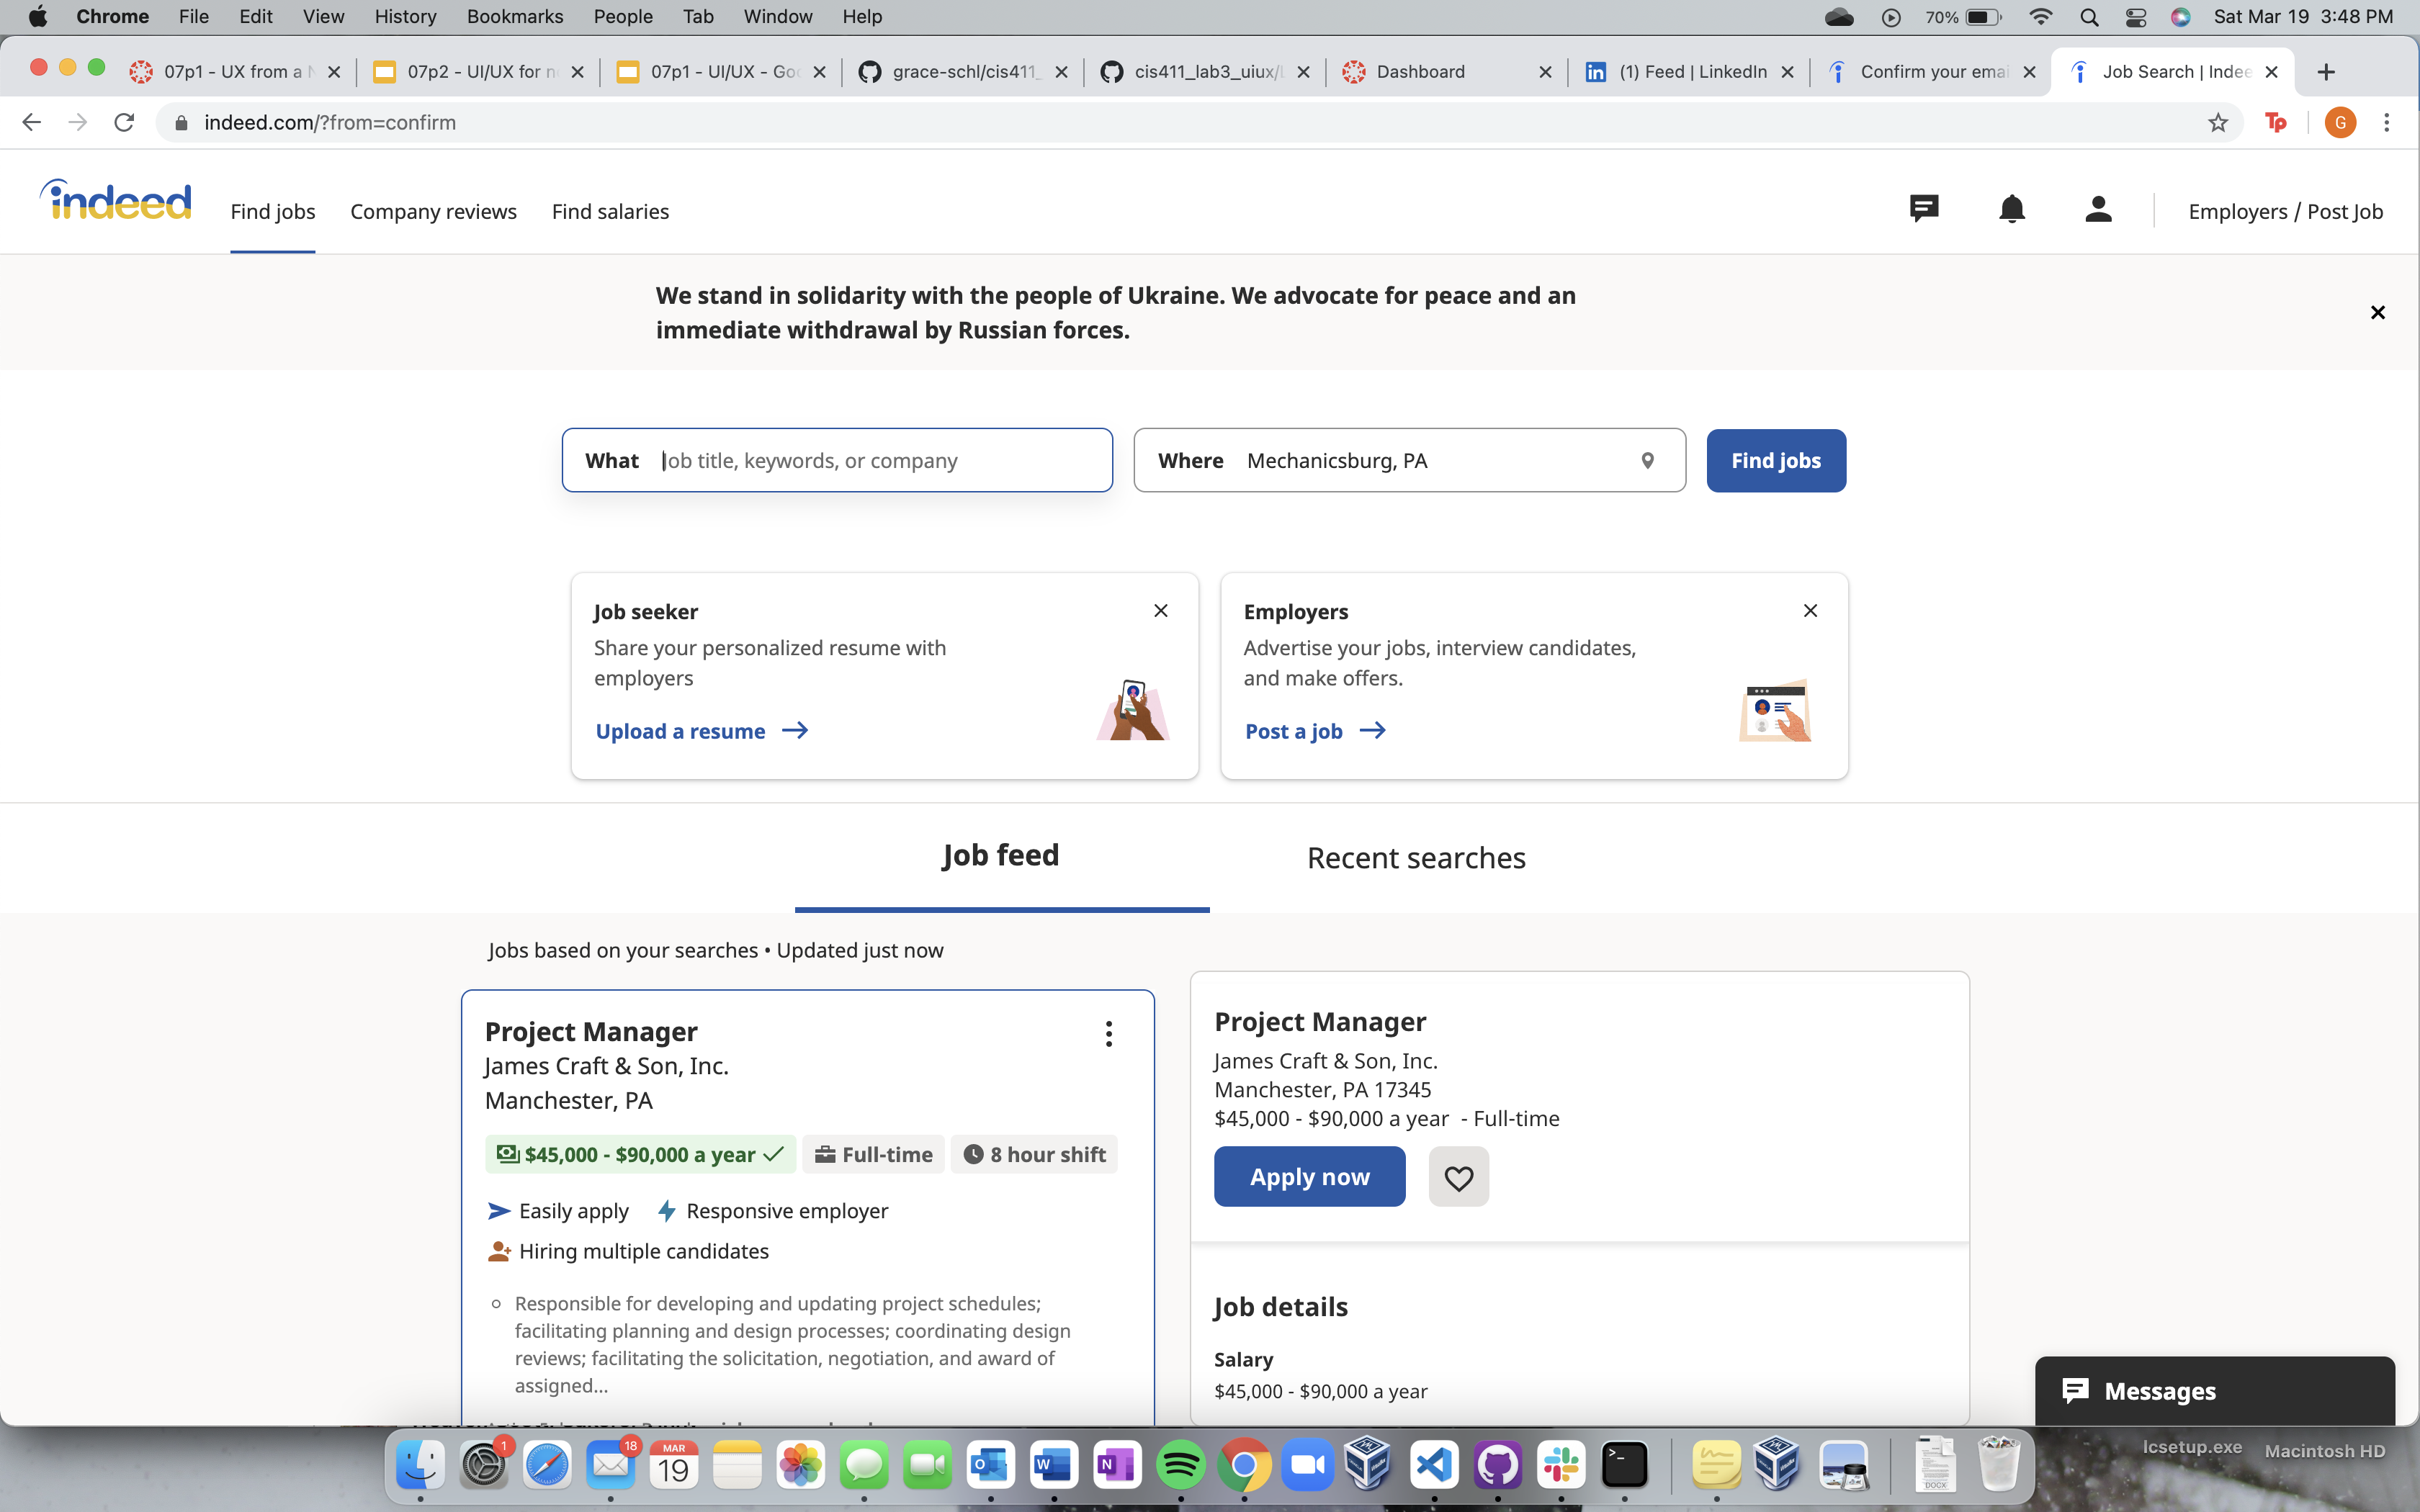 Chrome File Edit View History Bookmarks People Tab Window Help 70% Sat Mar 19 3:48 PM
07p1 - UX from a N 07p2 - UI/UX for n 07p1 - UI/UX - Goo grace-schl/cis411_ cis411_lab3_uiux/ Dashboard (1) Feed | LinkedIn Confirm your emai Job Search | Indee
indeed.com/?from=confirm Tp G
indeed Find jobs Company reviews Find salaries Employers / Post Job
We stand in solidarity with the people of Ukraine. We advocate for peace and an
immediate withdrawal by Russian forces.
What Job title, keywords, or company Where Mechanicsburg, PA Find jobs
Job seeker
Share your personalized resume with
employers
Upload a resume
Employers
Advertise your jobs, interview candidates,
and make offers.
Post a job
Job feed Recent searches
Jobs based on your searches • Updated just now
Project Manager
James Craft & Son, Inc.
Manchester, PA
$45,000 - $90,000 a year Full-time 8 hour shift
Easily apply Responsive employer
Hiring multiple candidates
Responsible for developing and updating project schedules;
facilitating planning and design processes; coordinating design
reviews; facilitating the solicitation, negotiation, and award of
assigned...
Project Manager
James Craft & Son, Inc.
Manchester, PA 17345
$45,000 - $90,000 a year - Full-time
Apply now
Job details
Salary
$45,000 - $90,000 a year
Messages
1 18 MAR
19
DOCX
lcsetup.exe Macintosh HD